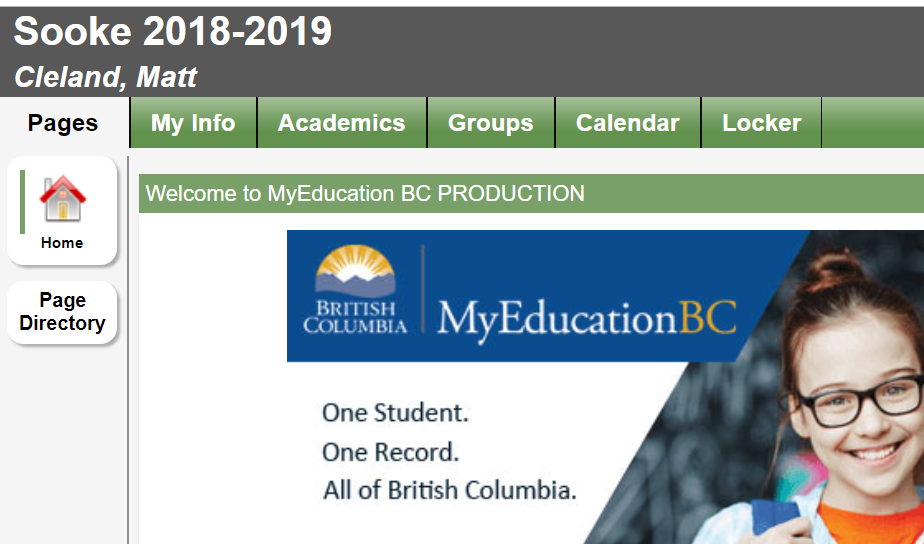 Sooke 2018-2019
Cleland, Matt
Pages
My Info
Academics
Groups
Calendar
Locker
Home
Page
Directory
Welcome to MyEducation BC PRODUCTION
BRITISH
COLUMBIA
MyEducationBC
One Student.
One Record.
All of British Columbia.